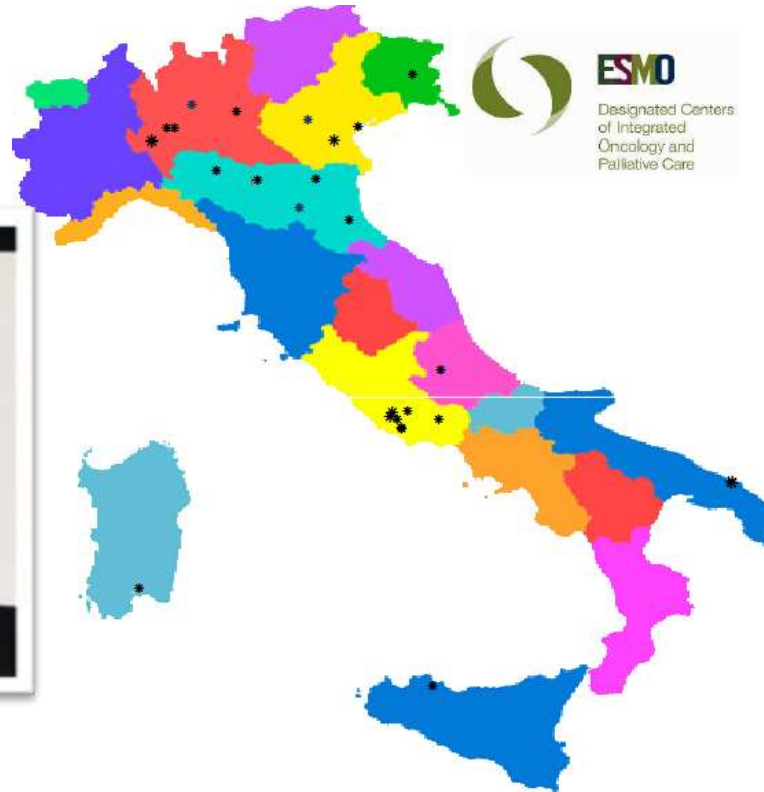 ESMO
Designated Centers
of Integrated
Oncology and
Palliative Care